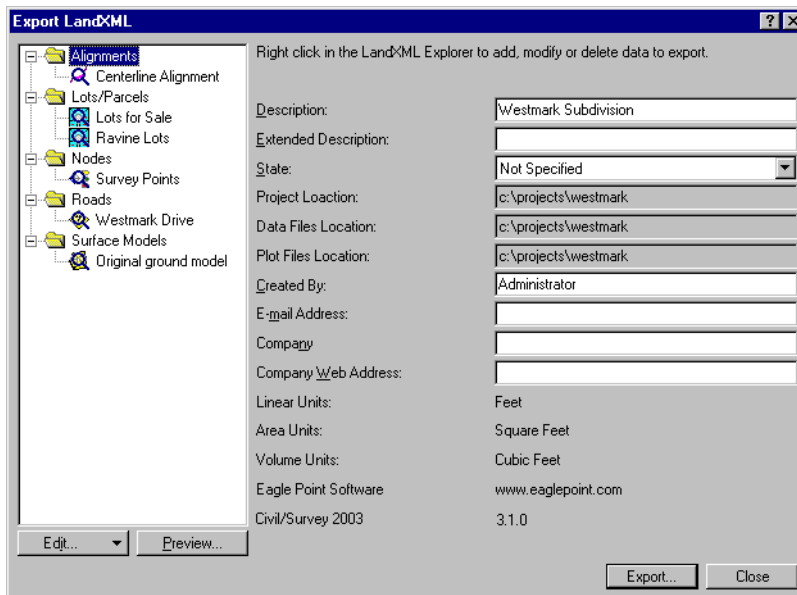 Export LandXML
Alignments
Centerline Alignment
Lots/Parcels
Lots for Sale
Ravine Lots
Nodes
Survey Points
Roads
Westmark Drive
Surface Models
Original ground model
Edit...
Preview...
Right click in the LandXML Explorer to add, modify or delete data to export.
Description: Westmark Subdivision
Extended Description:
State: Not Specified
Project Loaction: c:\projects\westmark
Data Files Location: c:\projects\westmark
Plot Files Location: c:\projects\westmark
Created By: Administrator
E-mail Address:
Company
Company Web Address:
Linear Units: Feet
Area Units: Square Feet
Volume Units: Cubic Feet
Eagle Point Software www.eaglepoint.com
Civil/Survey 2003 3.1.0
Export... Close